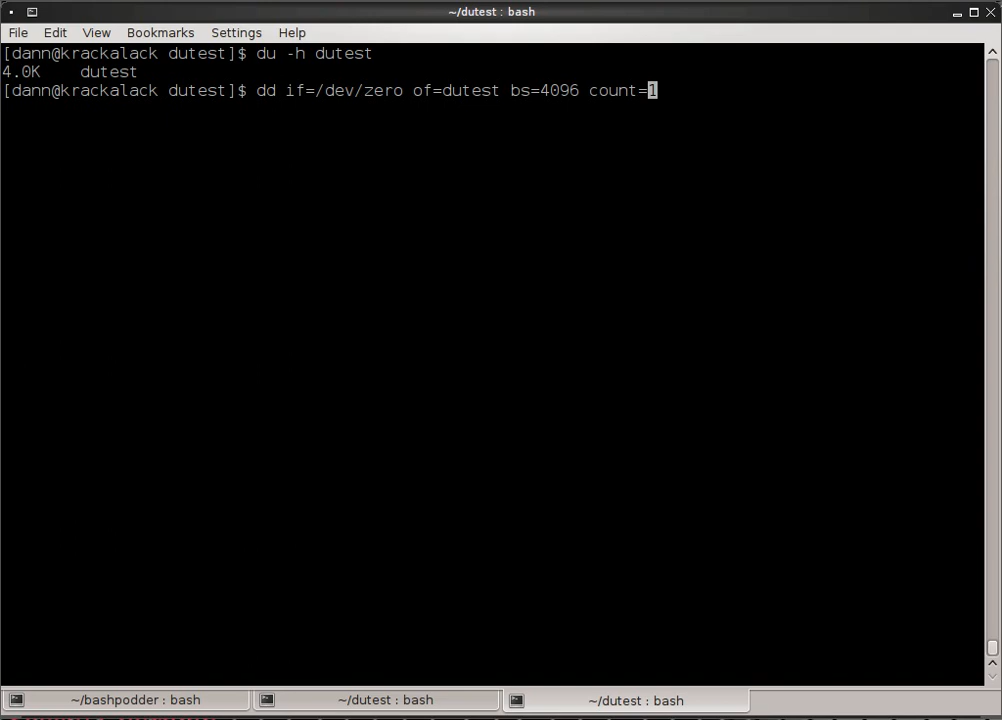 ~/dutest : bash
File Edit View Bookmarks Settings Help
[dann@krackalack dutest]$ du -h dutest
4.0K    dutest
[dann@krackalack dutest]$ dd if=/dev/zero of=dutest bs=4096 count=1
~/bashpodder : bash ~/dutest : bash ~/dutest : bash